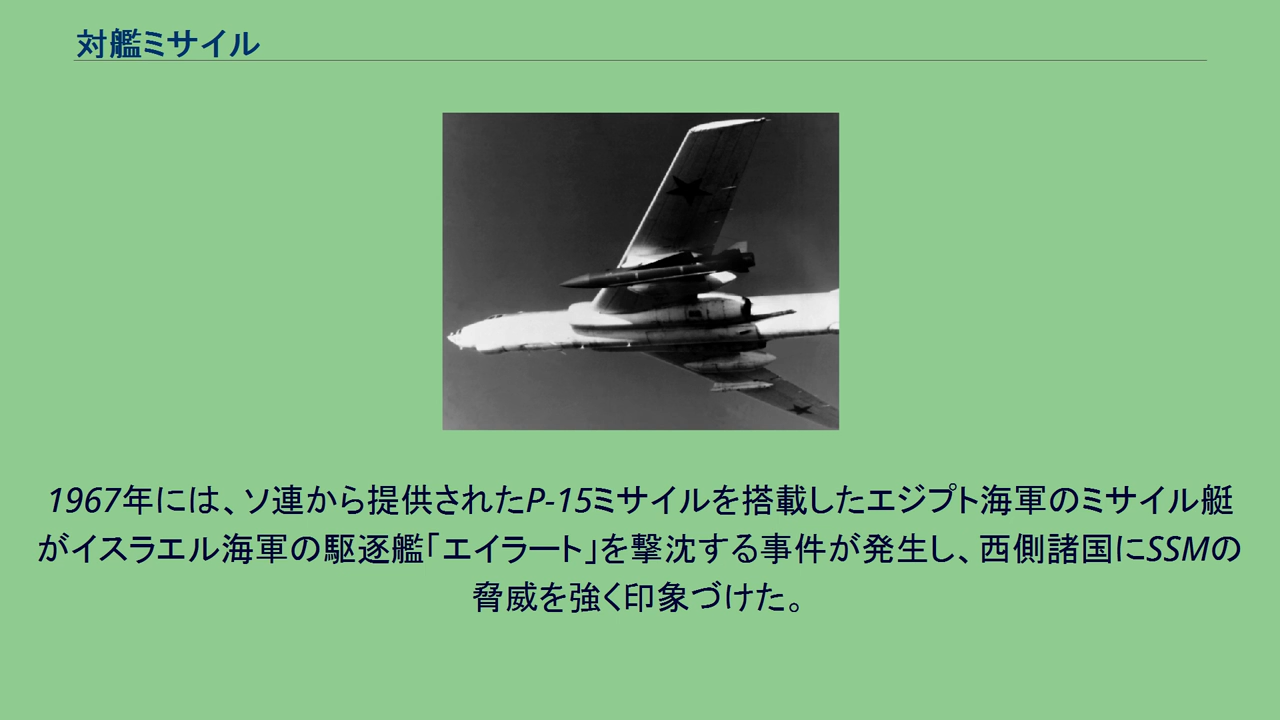 対艦ミサイル
1967年には、ソ連から提供されたP-15ミサイルを搭載したエジプト海軍のミサイル艇
がイスラエル海軍の駆逐艦「エイラート」を撃沈する事件が発生し、西側諸国にSSMの
脅威を強く印象づけた。